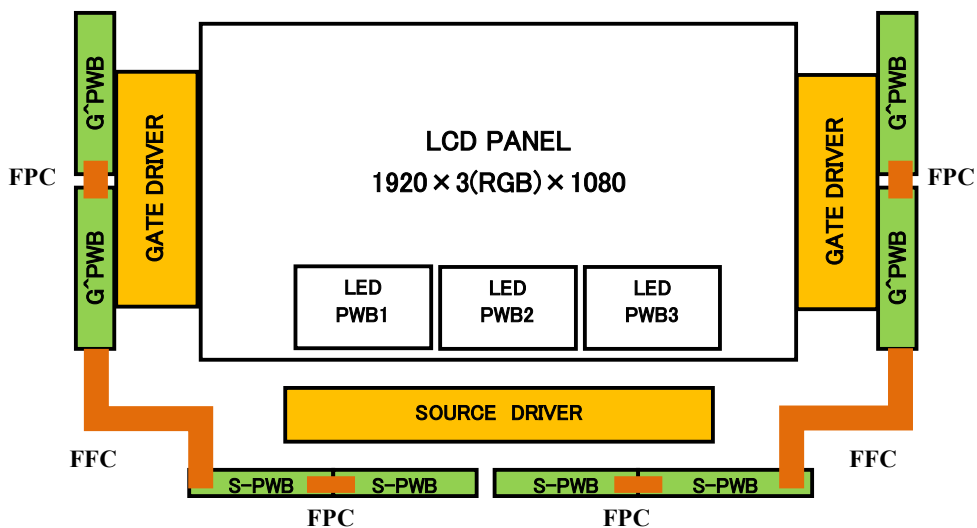 G^PWB
G^PWB
FPC
FPC
GATE DRIVER
LCD PANEL
1920×3(RGB)×1080
GATE DRIVER
G^PWB
G^PWB
LED
PWB1
LED
PWB2
LED
PWB3
SOURCE DRIVER
FFC
FFC
S-PWB
S-PWB
S-PWB
S-PWB
FPC
FPC